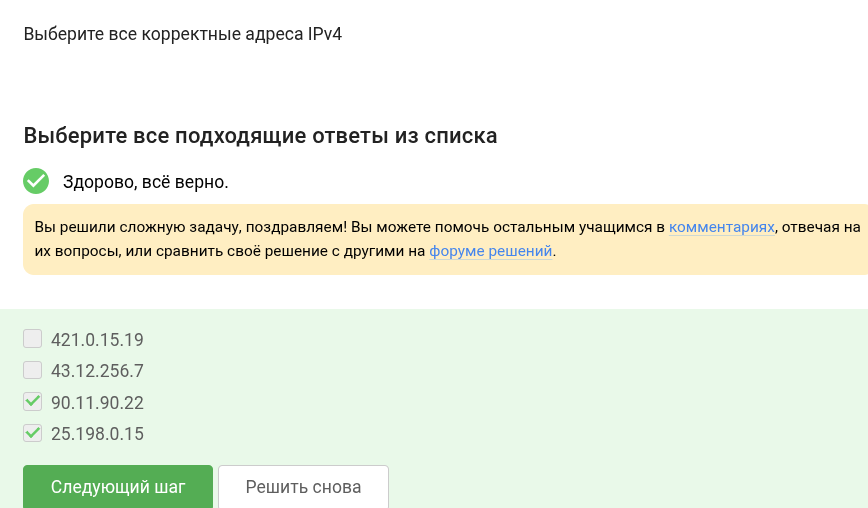 Выберите все корректные адреса IPv4
Выберите все подходящие ответы из списка
Здорово, всё верно.
Вы решили сложную задачу, поздравляем! Вы можете помочь остальным учащимся в комментариях, отвечая на
их вопросы, или сравнить своё решение с другими на форуме решений.
421.0.15.19
43.12.256.7
90.11.90.22
25.198.0.15
Следующий шаг
Решить снова